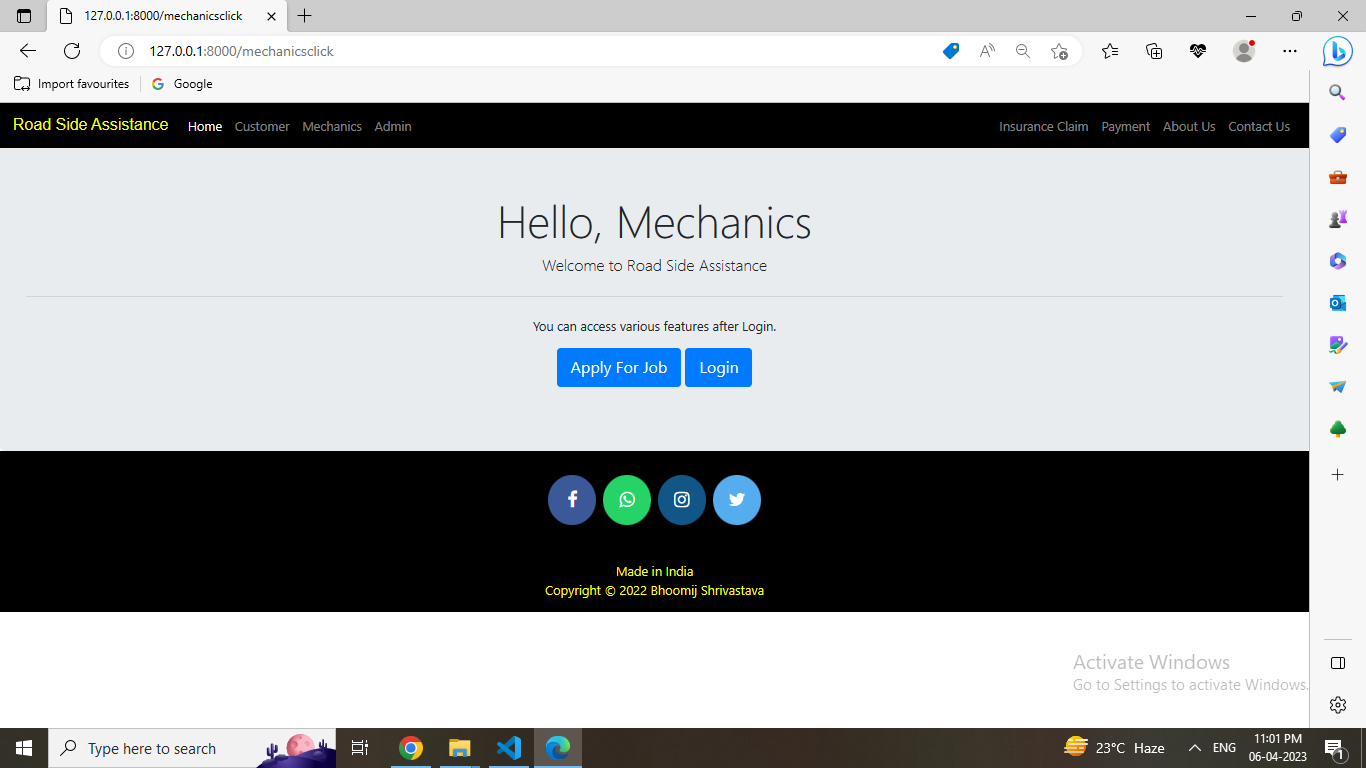 127.0.0.1:8000/mechanicsclick
127.0.0.1:8000/mechanicsclick
Import favourites
Google
Road Side Assistance Home Customer Mechanics Admin Insurance Claim Payment About Us Contact Us
Hello, Mechanics
Welcome to Road Side Assistance
You can access various features after Login.
Apply For Job Login
Made in India
Copyright © 2022 Bhoomij Shrivastava
Activate Windows
Go to Settings to activate Windows.
Type here to search
23°C Haze
ENG
11:01 PM
06-04-2023
1